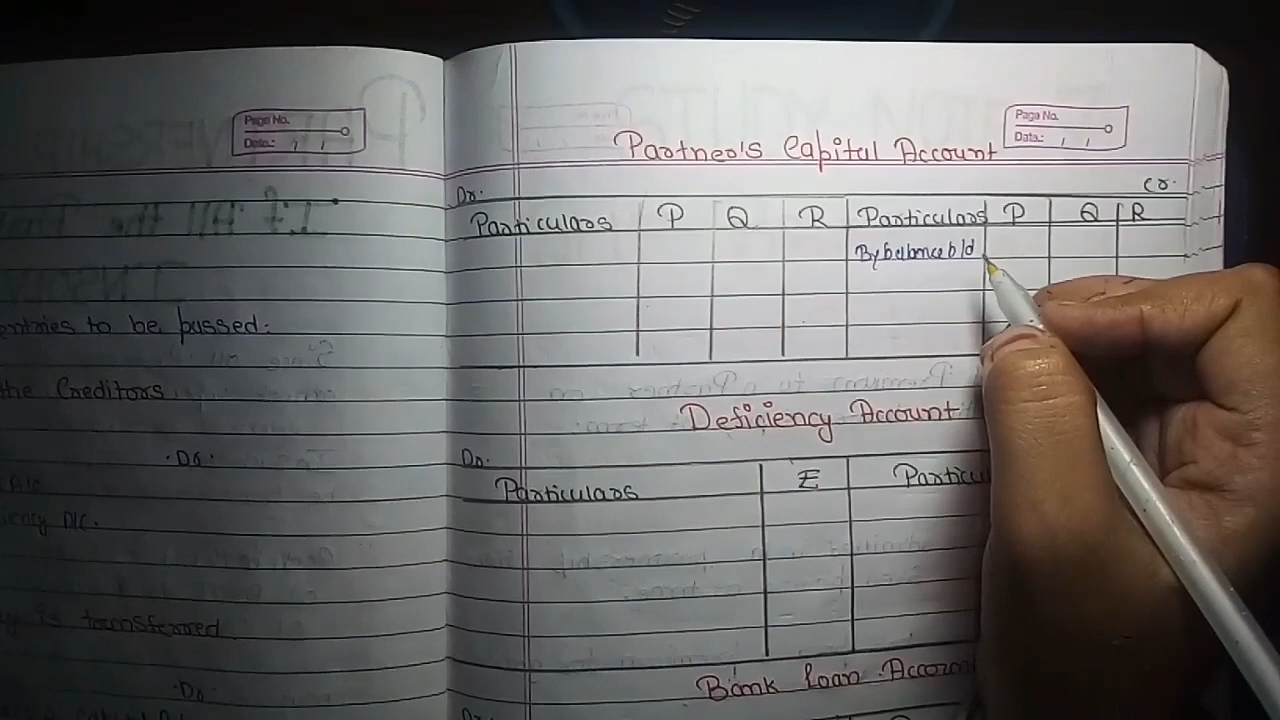 Page No.
Date:
entries to be passed:
the Creditors
Dr.
A/c
iency A/c.
y is transferred
Dr.
Page No.
Date:
Partner's Capital Account
Dr. Cr.
Particulars P Q R Particulars P Q R
By balance b/d
Deficiency Account
Dr.
Particulars £ Particu
Bank loan Accoun